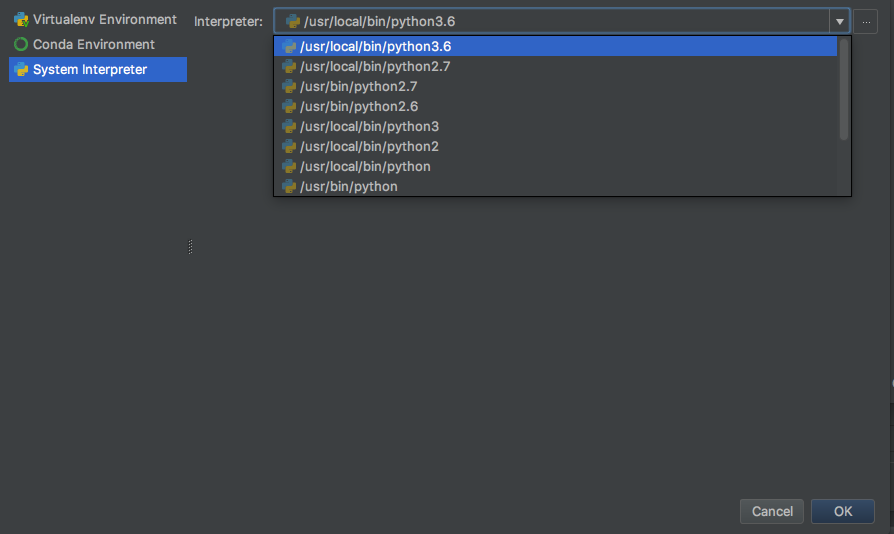 Virtualenv Environment
Conda Environment
System Interpreter
Interpreter: /usr/local/bin/python3.6 ...
/usr/local/bin/python3.6
/usr/local/bin/python2.7
/usr/bin/python2.7
/usr/bin/python2.6
/usr/local/bin/python3
/usr/local/bin/python2
/usr/local/bin/python
/usr/bin/python
Cancel OK